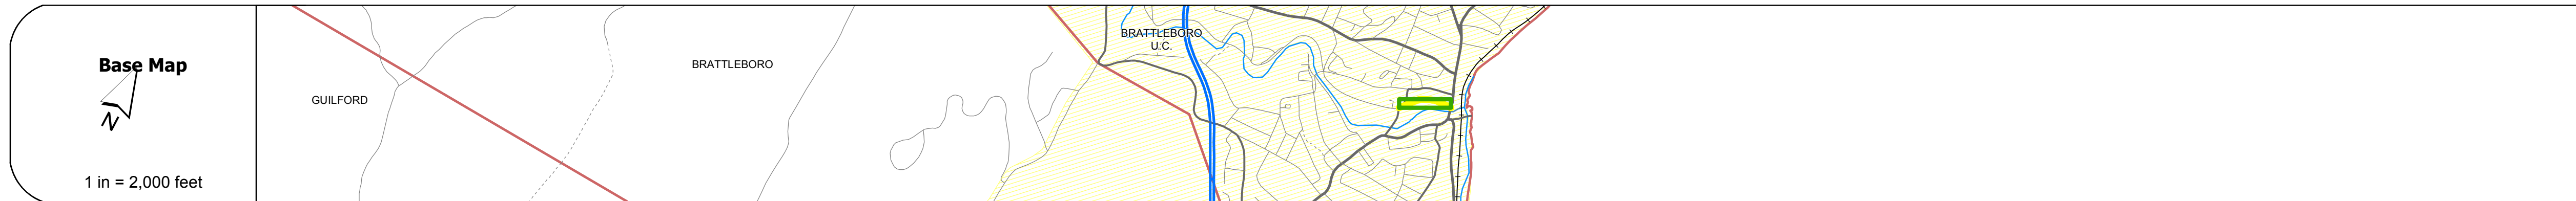 Base Map
N
1 in = 2,000 feet
GUILFORD
BRATTLEBORO
BRATTLEBORO
U.C.